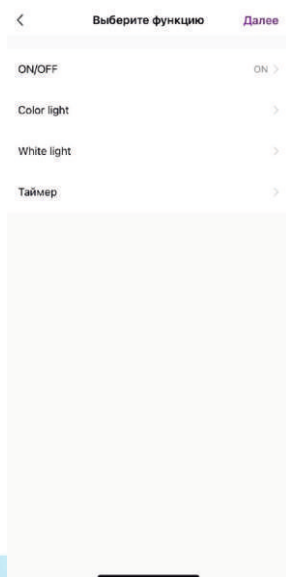 Выберите функцию Далее
ON/OFF ON
Color light
White light
Таймер